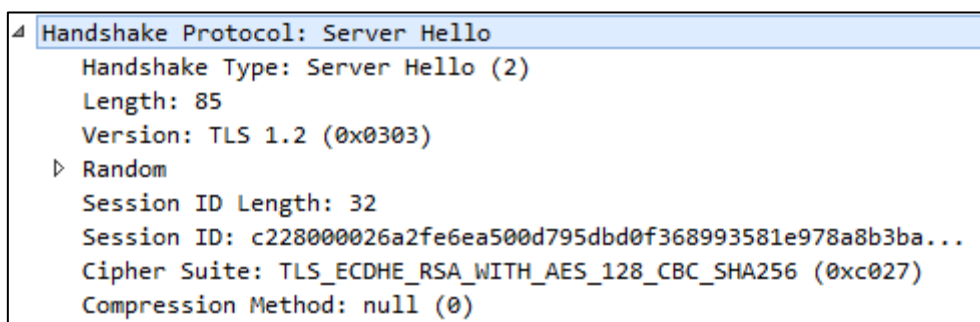 Handshake Protocol: Server Hello
Handshake Type: Server Hello (2)
Length: 85
Version: TLS 1.2 (0x0303)
Random
Session ID Length: 32
Session ID: c228000026a2fe6ea500d795dbd0f368993581e978a8b3ba...
Cipher Suite: TLS_ECDHE_RSA_WITH_AES_128_CBC_SHA256 (0xc027)
Compression Method: null (0)